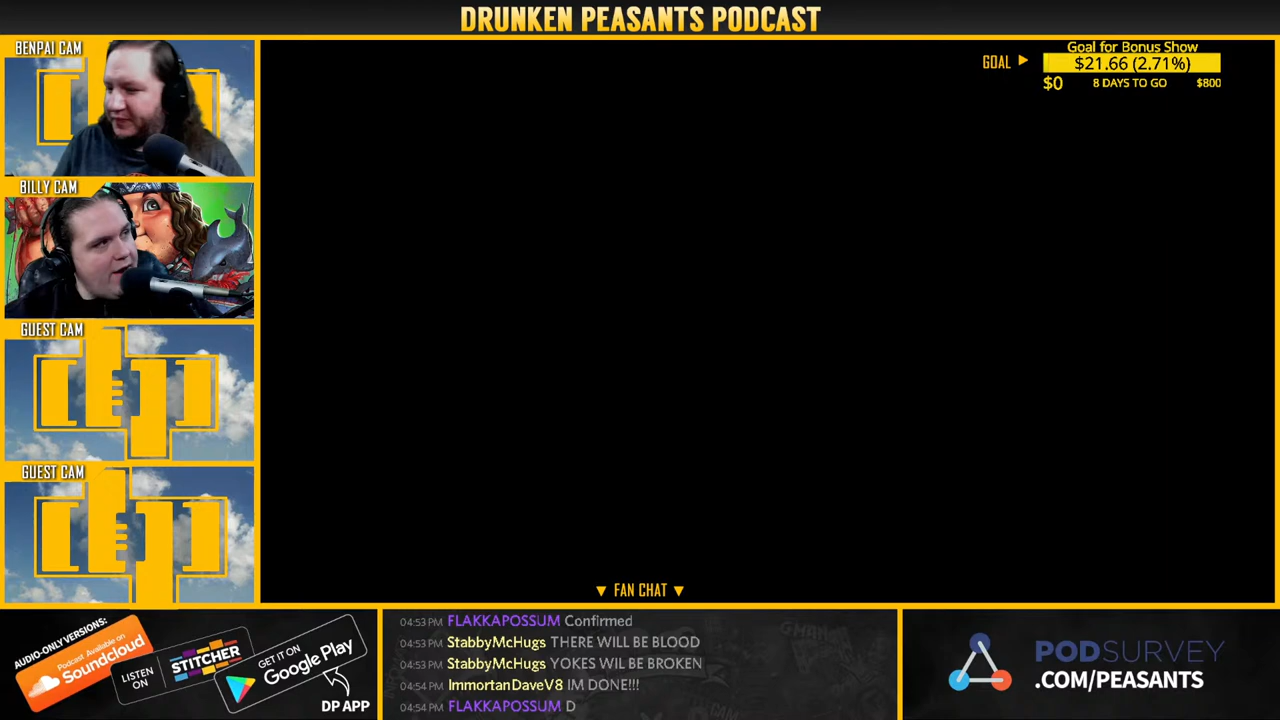 DRUNKEN PEASANTS PODCAST
BENPAI CAM
BILLY CAM
GUEST CAM
GUEST CAM
GOAL ▶
Goal for Bonus Show
$21.66 (2.71%)
$0 8 DAYS TO GO $800
▼ FAN CHAT ▼
AUDIO-ONLY VERSIONS:
Podcast Available on
Soundcloud
LISTEN ON
STITCHER
GET IT ON
Google Play
DP APP
04:53 PM FLAKKAPOSSUM Confirmed
04:53 PM StabbyMcHugs THERE WILL BE BLOOD
04:53 PM StabbyMcHugs YOKES WIL BE BROKEN
04:54 PM ImmortanDaveV8 IM DONE!!!
04:54 PM FLAKKAPOSSUM D
PODSURVEY
.COM/PEASANTS